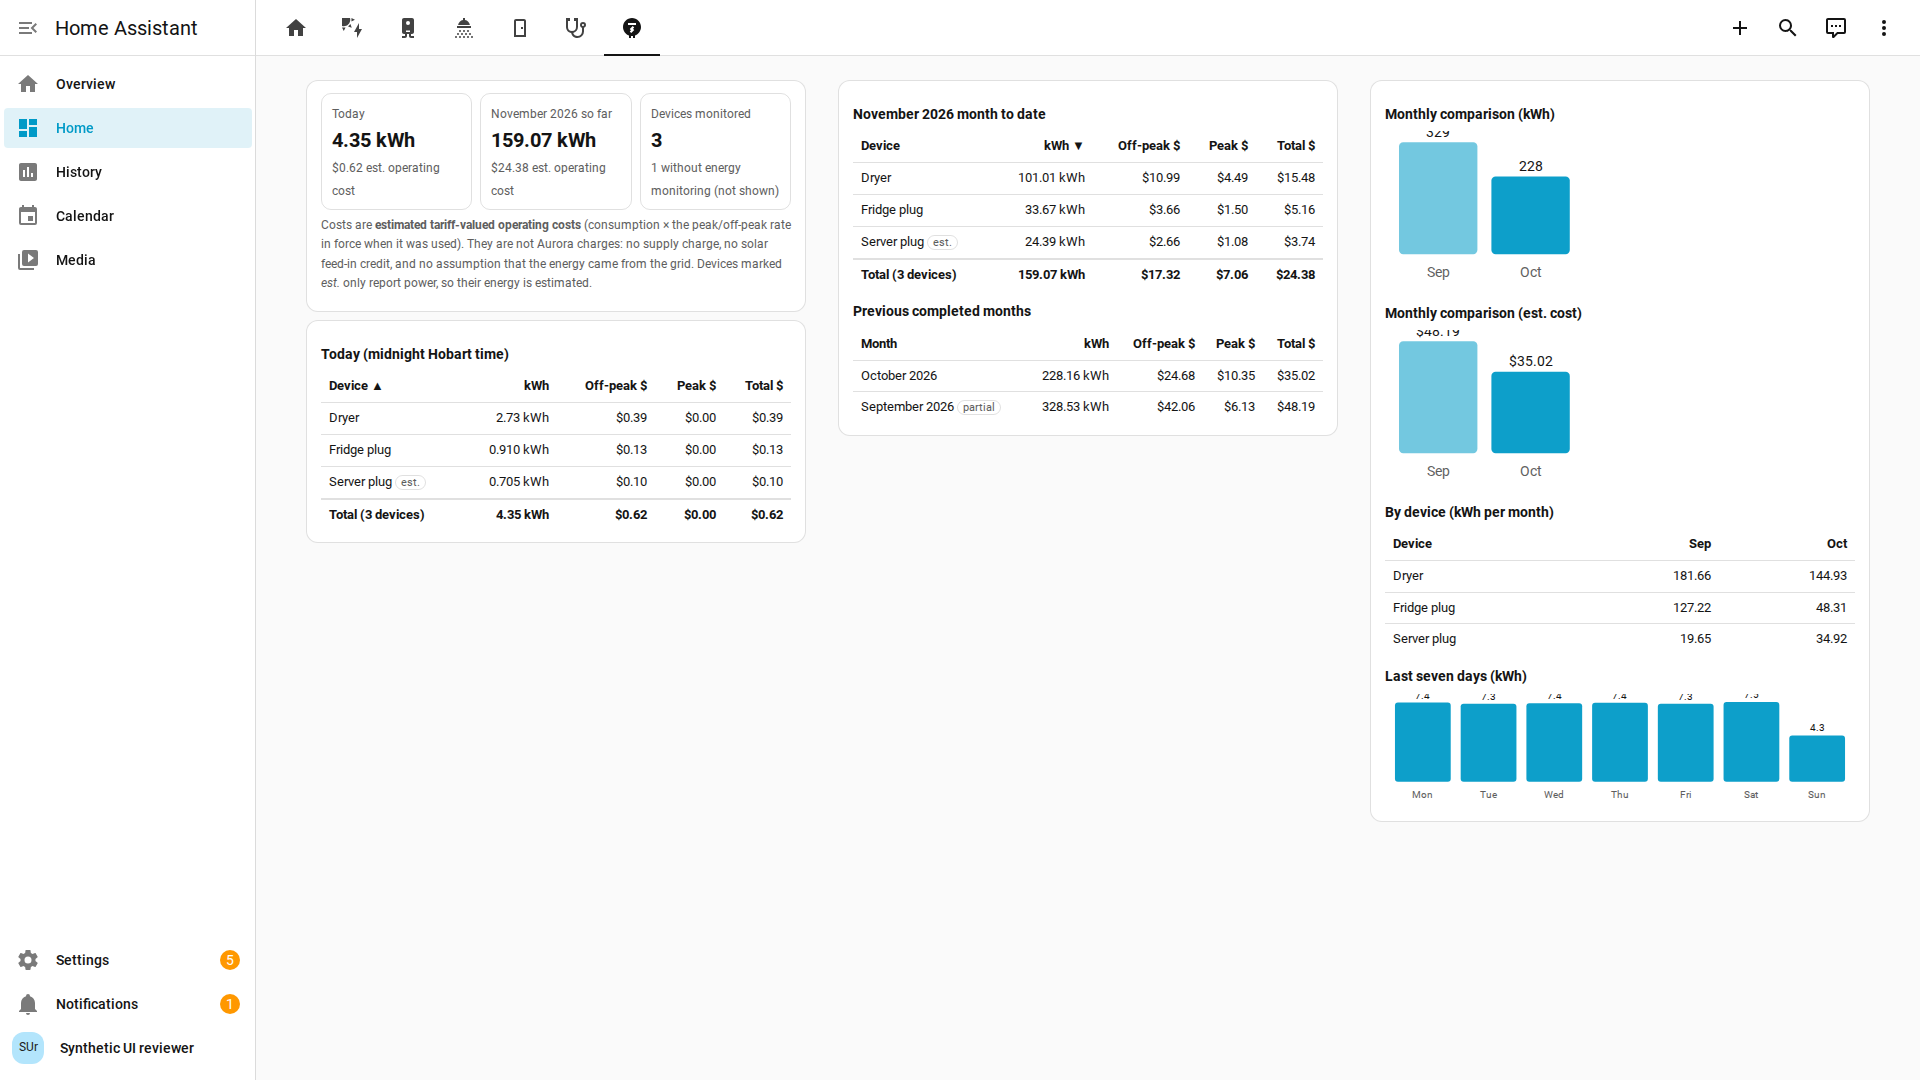 Home Assistant
Overview
Home
History
Calendar
Media
Settings 5
Notifications 1
SUr Synthetic UI reviewer
Today
4.35 kWh
$0.62 est. operating
cost
November 2026 so far
159.07 kWh
$24.38 est. operating
cost
Devices monitored
3
1 without energy
monitoring (not shown)
Costs are estimated tariff-valued operating costs (consumption × the peak/off-peak rate
in force when it was used). They are not Aurora charges: no supply charge, no solar
feed-in credit, and no assumption that the energy came from the grid. Devices marked
est. only report power, so their energy is estimated.
Today (midnight Hobart time)
Device ▲ kWh Off-peak $ Peak $ Total $
Dryer 2.73 kWh $0.39 $0.00 $0.39
Fridge plug 0.910 kWh $0.13 $0.00 $0.13
Server plug est. 0.705 kWh $0.10 $0.00 $0.10
Total (3 devices) 4.35 kWh $0.62 $0.00 $0.62
November 2026 month to date
Device kWh ▼ Off-peak $ Peak $ Total $
Dryer 101.01 kWh $10.99 $4.49 $15.48
Fridge plug 33.67 kWh $3.66 $1.50 $5.16
Server plug est. 24.39 kWh $2.66 $1.08 $3.74
Total (3 devices) 159.07 kWh $17.32 $7.06 $24.38
Previous completed months
Month kWh Off-peak $ Peak $ Total $
October 2026 228.16 kWh $24.68 $10.35 $35.02
September 2026 partial 328.53 kWh $42.06 $6.13 $48.19
Monthly comparison (kWh)
329 228
Sep Oct
Monthly comparison (est. cost)
$48.19 $35.02
Sep Oct
By device (kWh per month)
Device Sep Oct
Dryer 181.66 144.93
Fridge plug 127.22 48.31
Server plug 19.65 34.92
Last seven days (kWh)
7.4 7.3 7.4 7.4 7.3 4.3
Mon Tue Wed Thu Fri Sat Sun